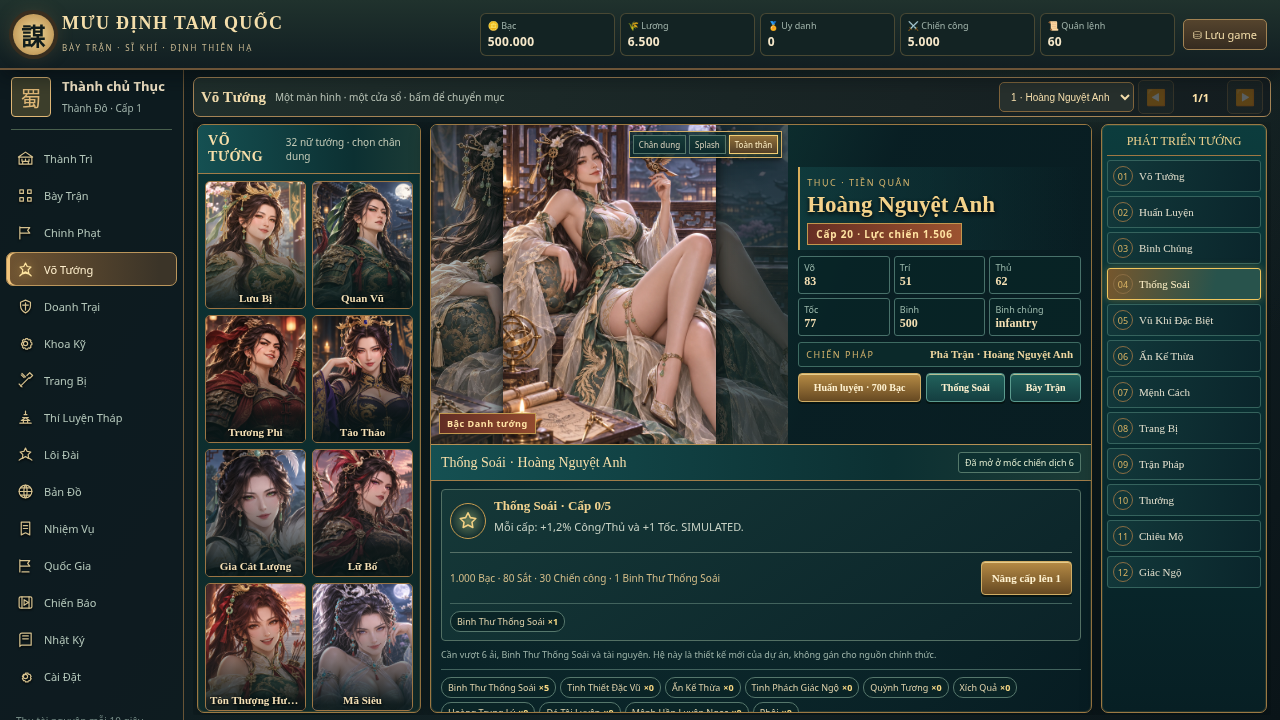 謀
MƯU ĐỊNH TAM QUỐC
BÀY TRẬN · SĨ KHÍ · ĐỊNH THIÊN HẠ
Bạc
500.000
Lương
6.500
Uy danh
0
Chiến công
5.000
Quân lệnh
60
Lưu game
蜀
Thành chủ Thục
Thành Đô · Cấp 1
Thành Trì
Bày Trận
Chinh Phạt
Võ Tướng
Doanh Trại
Khoa Kỹ
Trang Bị
Thí Luyện Tháp
Lôi Đài
Bản Đồ
Nhiệm Vụ
Quốc Gia
Chiến Báo
Nhật Ký
Cài Đặt
Võ Tướng
Một màn hình · một cửa sổ · bấm để chuyển mục
1 · Hoàng Nguyệt Anh
1/1
VÕ TƯỚNG
32 nữ tướng · chọn chân dung
Lưu Bị
Quan Vũ
Trương Phi
Tào Tháo
Gia Cát Lượng
Lữ Bố
Tôn Thượng Hư…
Mã Siêu
Chân dung
Splash
Toàn thân
Bậc Danh tướng
THỤC · TIÊN QUÂN
Hoàng Nguyệt Anh
Cấp 20 · Lực chiến 1.506
Võ
83
Trí
51
Thủ
62
Tốc
77
Binh
500
Binh chủng
infantry
CHIẾN PHÁP
Phá Trận · Hoàng Nguyệt Anh
Huấn luyện · 700 Bạc
Thống Soái
Bày Trận
Thống Soái · Hoàng Nguyệt Anh
Đã mở ở mốc chiến dịch 6
Thống Soái · Cấp 0/5
Mỗi cấp: +1,2% Công/Thủ và +1 Tốc. SIMULATED.
1.000 Bạc · 80 Sắt · 30 Chiến công · 1 Binh Thư Thống Soái
Nâng cấp lên 1
Binh Thư Thống Soái ×1
Cần vượt 6 ải, Binh Thư Thống Soái và tài nguyên. Hệ này là thiết kế mới của dự án, không gán cho nguồn chính thức.
Binh Thư Thống Soái ×5
Tinh Thiết Đặc Vũ ×0
Ấn Kế Thừa ×0
Tinh Phách Giác Ngộ ×0
Quỳnh Tương ×0
Xích Quả ×0
PHÁT TRIỂN TƯỚNG
01 Võ Tướng
02 Huấn Luyện
03 Binh Chủng
04 Thống Soái
05 Vũ Khí Đặc Biệt
06 Ấn Kế Thừa
07 Mệnh Cách
08 Trang Bị
09 Trận Pháp
10 Thưởng
11 Chiêu Mộ
12 Giác Ngộ